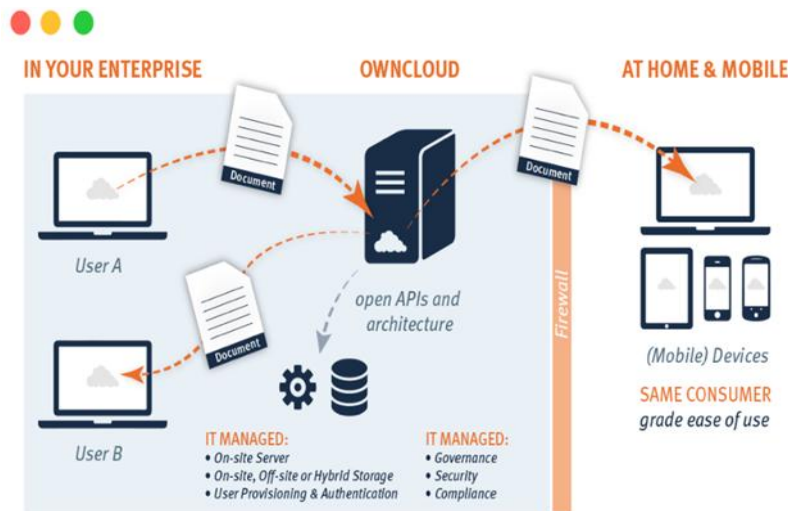 IN YOUR ENTERPRISE
OWNCLOUD
AT HOME & MOBILE
Document
Document
User A
Document
open APIs and
architecture
Firewall
User B
(Mobile) Devices
SAME CONSUMER
grade ease of use
IT MANAGED:
• On-site Server
• On-site, Off-site or Hybrid Storage
• User Provisioning & Authentication
IT MANAGED:
• Governance
• Security
• Compliance